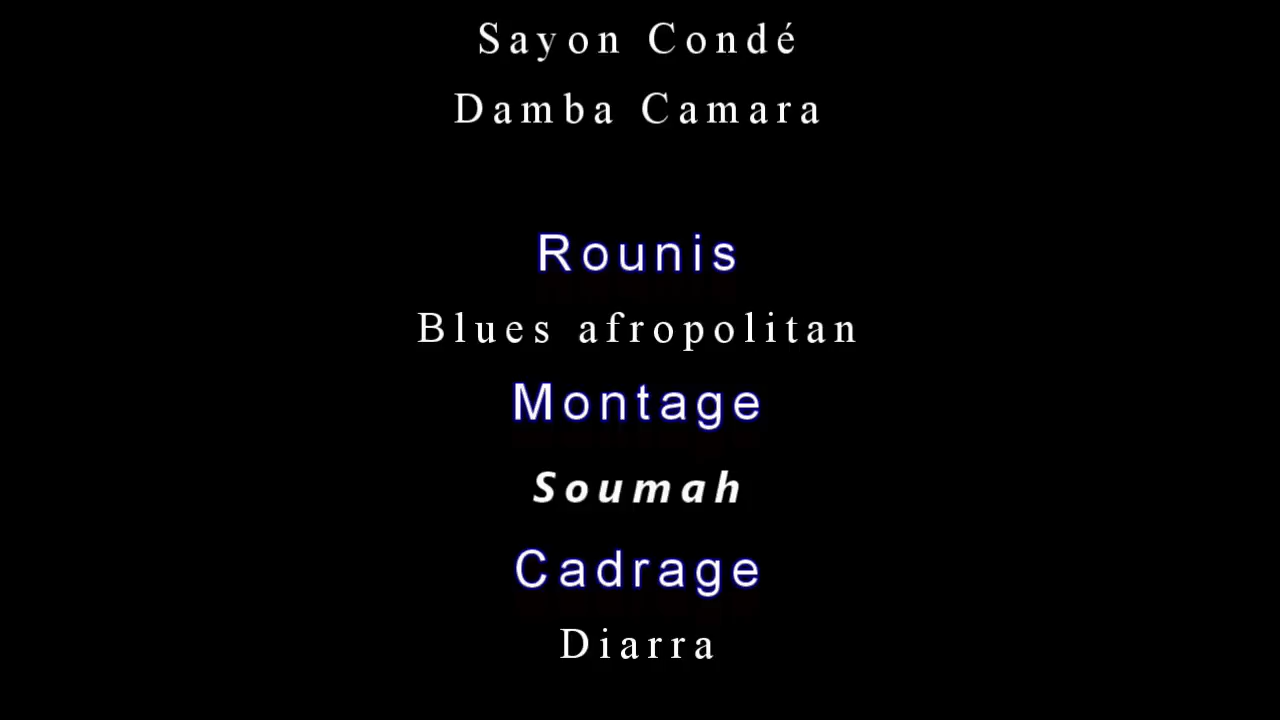 Sayon Condé
Damba Camara
Rounis
Blues afropolitan
Montage
Soumah
Cadrage
Diarra